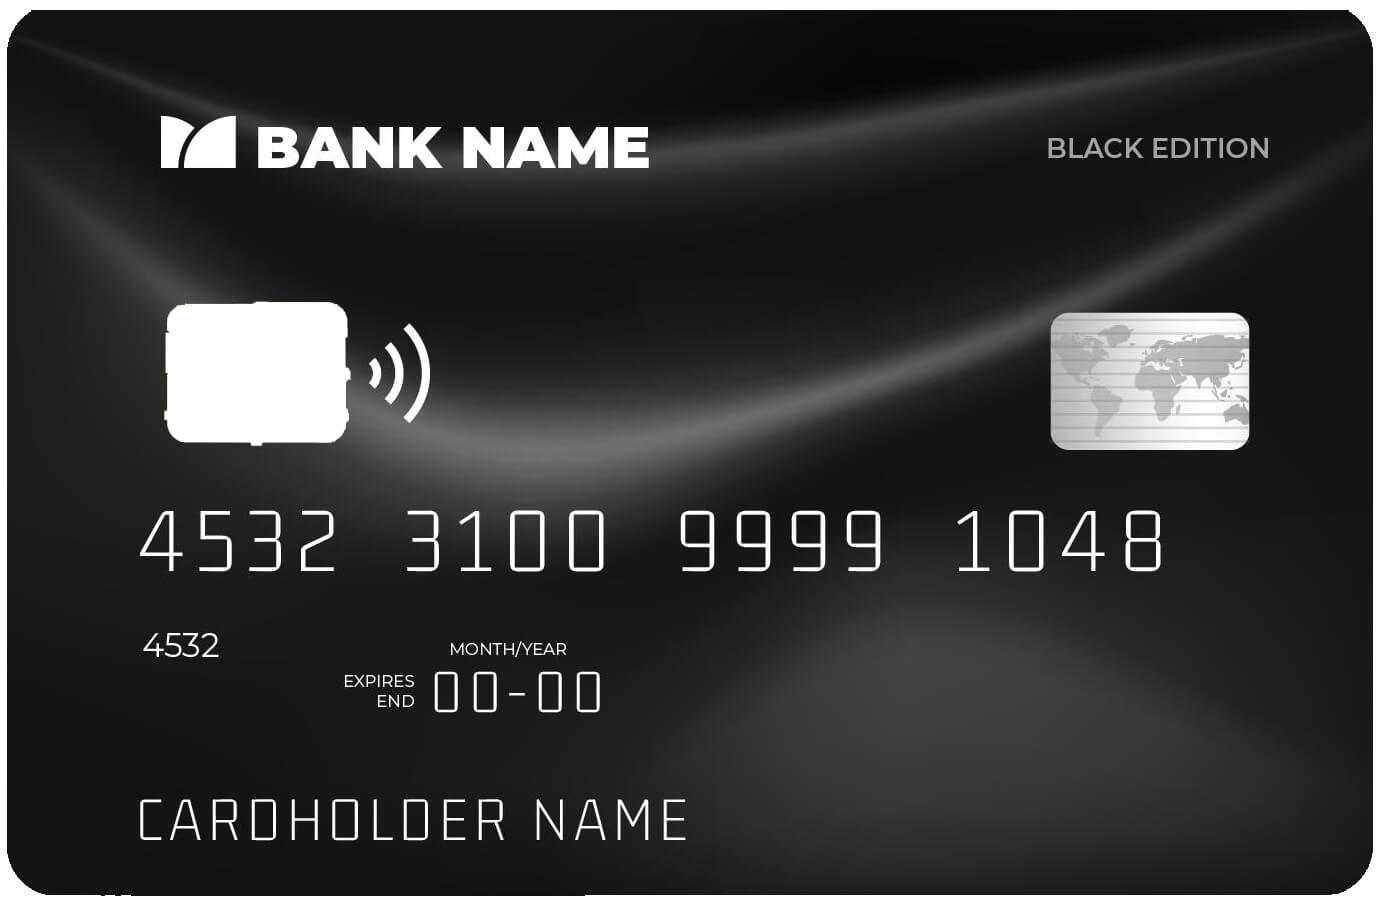 BANK NAME
BLACK EDITION
4532 3100 9999 1048
4532
MONTH/YEAR
EXPIRES
END
00-00
CARDHOLDER NAME